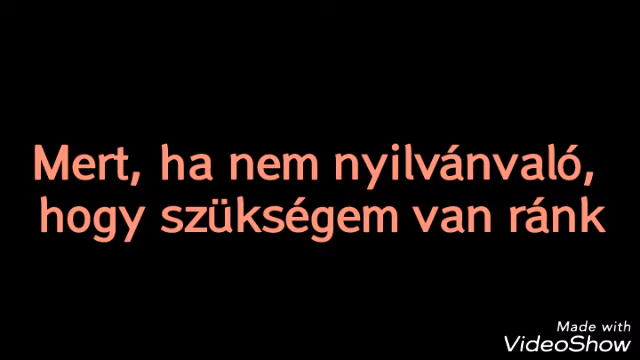 Mert, ha nem nyilvánvaló,
hogy szükségem van ránk
Made with
VideoShow